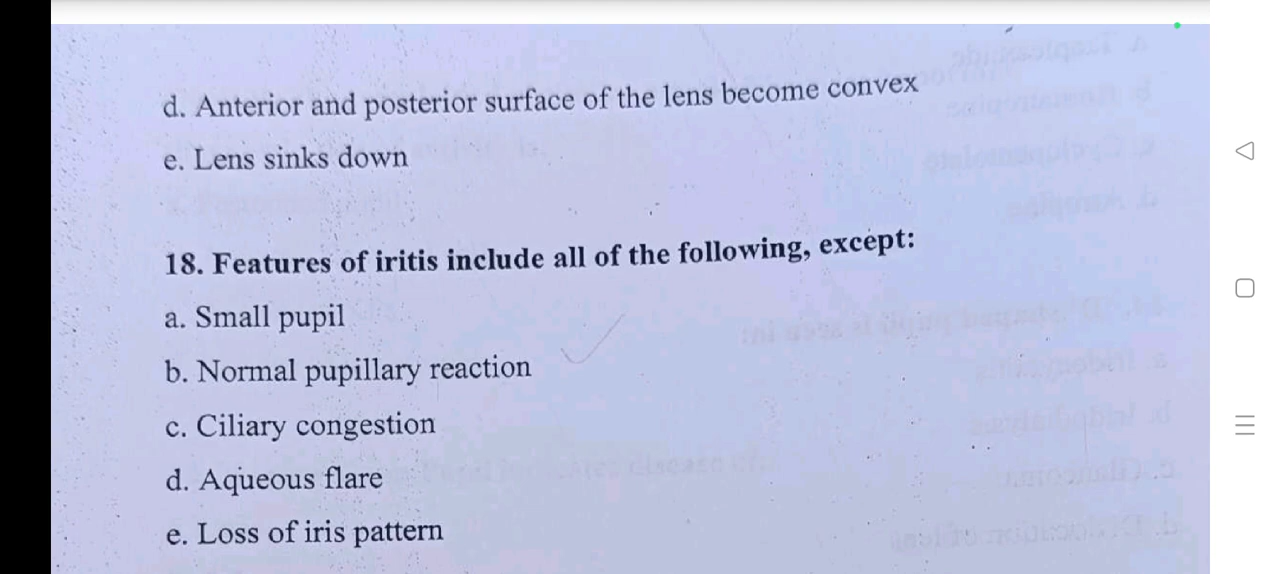 d. Anterior and posterior surface of the lens become convex
e. Lens sinks down
18. Features of iritis include all of the following, except:
a. Small pupil
b. Normal pupillary reaction
c. Ciliary congestion
d. Aqueous flare
e. Loss of iris pattern